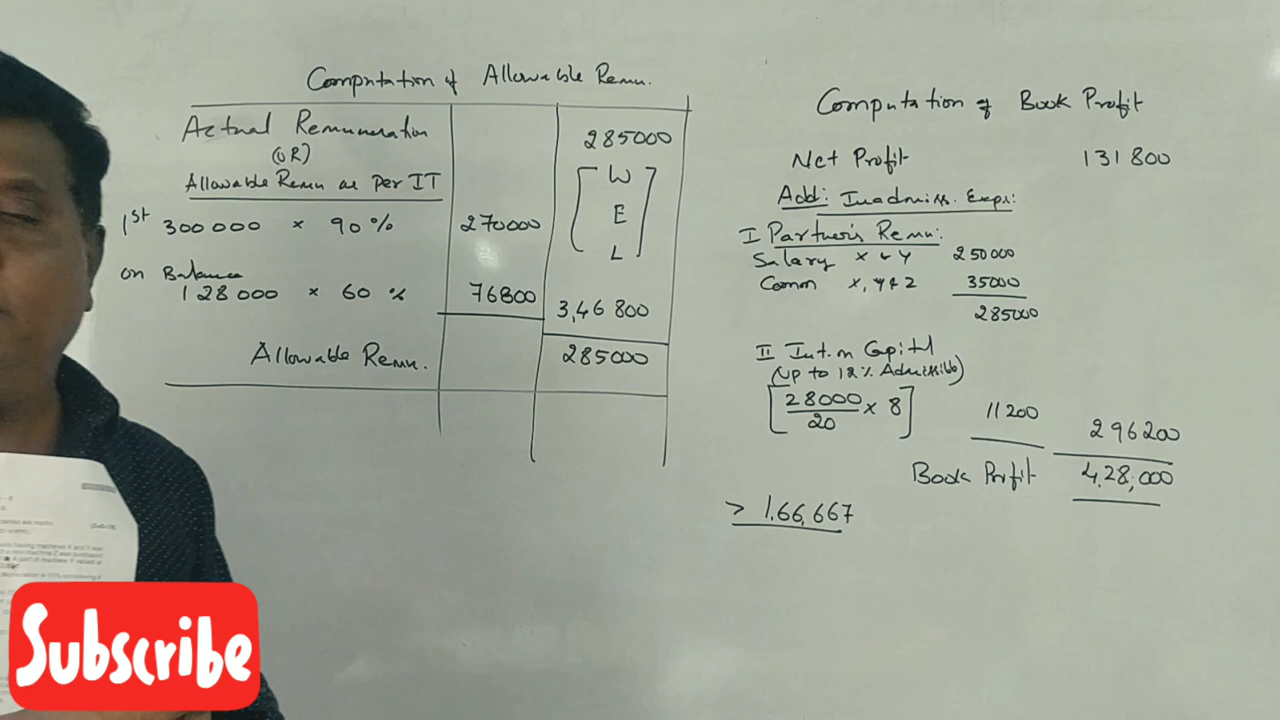 Computation of Allowable Remu.
Actual Remuneration 285000
(OR)
Allowable Remu as per IT
[ W E L ]
1st 300000 x 90% 270000
on Balance
128000 x 60% 76800 3,46800
Allowable Remu. 285000
Computation of Book Profit
Net Profit 131800
Add: Inadmiss. Exps:
I Partner's Remu:
Salary x & y 250000
Comm x, y & z 35000
285000
II Int. on Capital
(Up to 12% Admissible)
[28000/20 x 8] 11200 296200
Book Profit 4,28,000
> 1,66,667
Subscribe